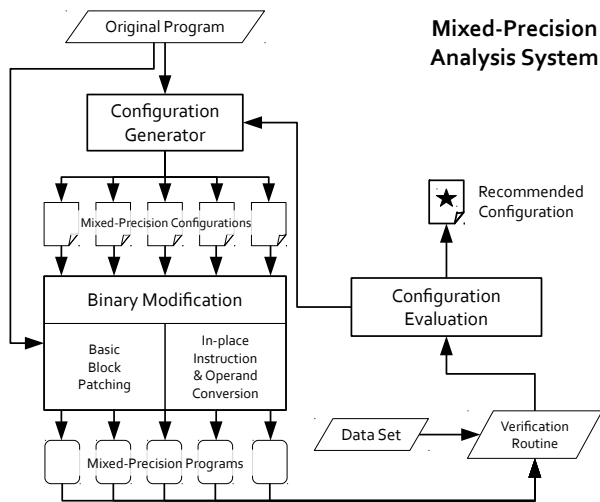 Original Program
Mixed-Precision
Analysis System
Configuration
Generator
Mixed-Precision Configurations
Recommended
Configuration
Binary Modification
Configuration
Evaluation
Basic
Block
Patching
In-place
Instruction
& Operand
Conversion
Data Set
Verification
Routine
Mixed-Precision Programs